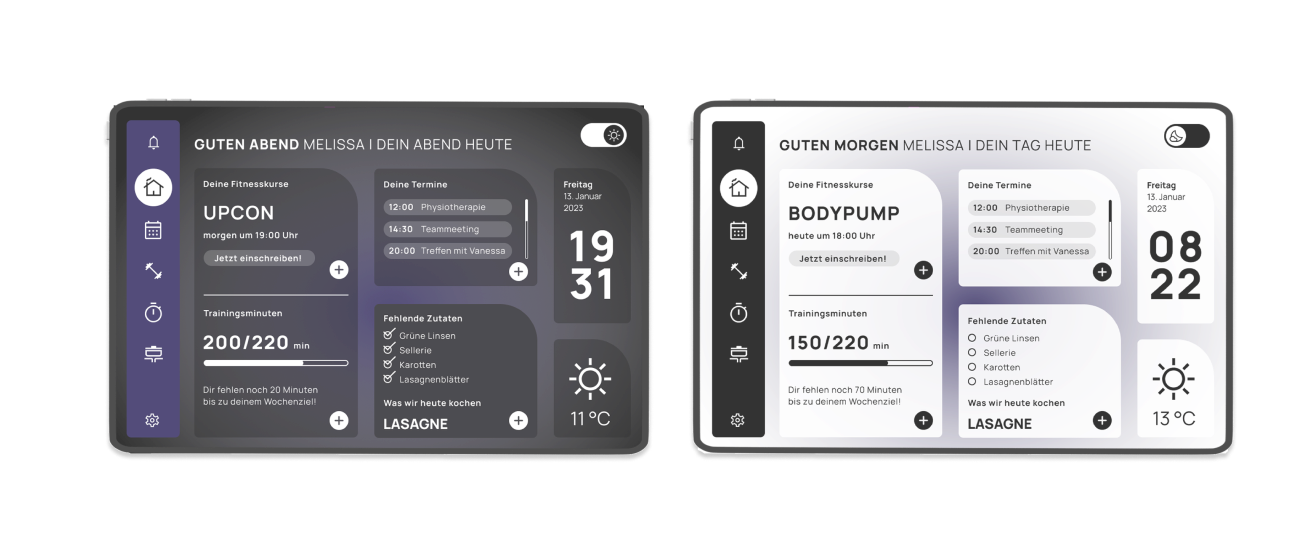 GUTEN ABEND MELISSA I DEIN ABEND HEUTE
Deine Fitnesskurse
UPCON
morgen um 19:00 Uhr
Jetzt einschreiben!
Trainingsminuten
200/220 min
Dir fehlen noch 20 Minuten
bis zu deinem Wochenziel!
Deine Termine
12:00 Physiotherapie
14:30 Teammeeting
20:00 Treffen mit Vanessa
Fehlende Zutaten
Grüne Linsen
Sellerie
Karotten
Lasagnenblätter
Was wir heute kochen
LASAGNE
Freitag
13. Januar
2023
19
31
11 °C
GUTEN MORGEN MELISSA I DEIN TAG HEUTE
Deine Fitnesskurse
BODYPUMP
heute um 18:00 Uhr
Jetzt einschreiben!
Trainingsminuten
150/220 min
Dir fehlen noch 70 Minuten
bis zu deinem Wochenziel!
Deine Termine
12:00 Physiotherapie
14:30 Teammeeting
20:00 Treffen mit Vanessa
Fehlende Zutaten
Grüne Linsen
Sellerie
Karotten
Lasagnenblätter
Was wir heute kochen
LASAGNE
Freitag
13. Januar
2023
08
22
13 °C